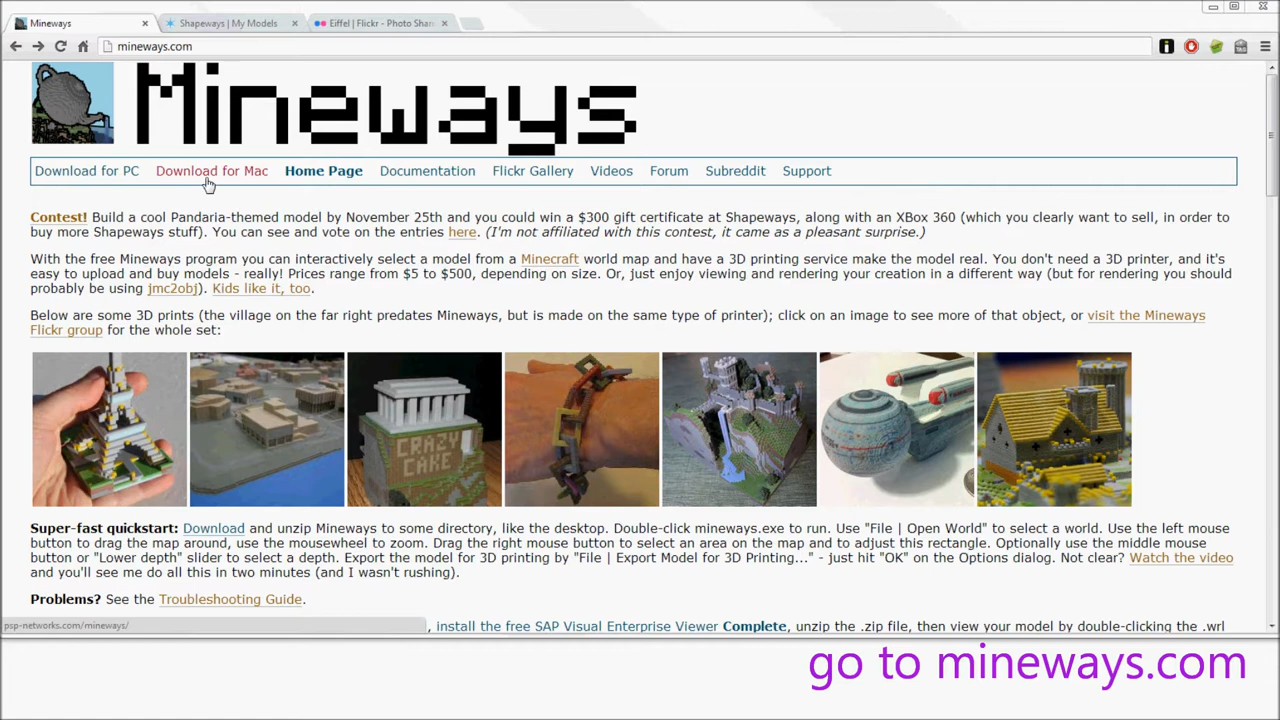 Mineways
Shapeways | My Models
Eiffel | Flickr - Photo Shar
mineways.com
Mineways
Download for PC Download for Mac Home Page Documentation Flickr Gallery Videos Forum Subreddit Support
Contest! Build a cool Pandaria-themed model by November 25th and you could win a $300 gift certificate at Shapeways, along with an XBox 360 (which you clearly want to sell, in order to
buy more Shapeways stuff). You can see and vote on the entries here. (I'm not affiliated with this contest, it came as a pleasant surprise.)
With the free Mineways program you can interactively select a model from a Minecraft world map and have a 3D printing service make the model real. You don't need a 3D printer, and it's
easy to upload and buy models - really! Prices range from $5 to $500, depending on size. Or, just enjoy viewing and rendering your creation in a different way (but for rendering you should
probably be using jmc2obj). Kids like it, too.
Below are some 3D prints (the village on the far right predates Mineways, but is made on the same type of printer); click on an image to see more of that object, or visit the Mineways
Flickr group for the whole set:
CRAZY
CAKE
Super-fast quickstart: Download and unzip Mineways to some directory, like the desktop. Double-click mineways.exe to run. Use "File | Open World" to select a world. Use the left mouse
button to drag the map around, use the mousewheel to zoom. Drag the right mouse button to select an area on the map and to adjust this rectangle. Optionally use the middle mouse
button or "Lower depth" slider to select a depth. Export the model for 3D printing by "File | Export Model for 3D Printing..." - just hit "OK" on the Options dialog. Not clear? Watch the video
and you'll see me do all this in two minutes (and I wasn't rushing).
Problems? See the Troubleshooting Guide.
psp-networks.com/mineways/
, install the free SAP Visual Enterprise Viewer Complete, unzip the .zip file, then view your model by double-clicking the .wrl
go to mineways.com